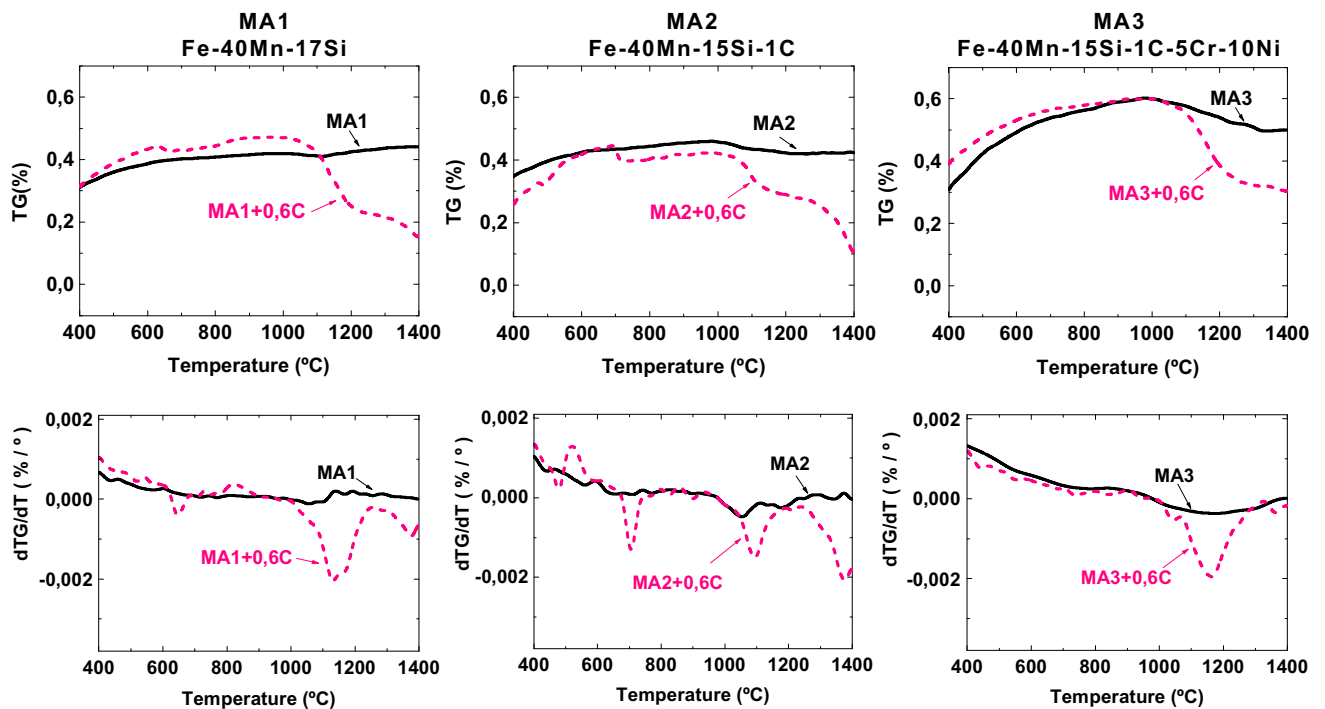 MA1
Fe-40Mn-17Si
TG(%)
0,6
0,4
0,2
0,0
MA1
MA1+0,6C
400 600 800 1000 1200 1400
Temperature (ºC)
MA2
Fe-40Mn-15Si-1C
TG (%)
0,6
0,4
0,2
0,0
MA2
MA2+0,6C
400 600 800 1000 1200 1400
Temperature (ºC)
MA3
Fe-40Mn-15Si-1C-5Cr-10Ni
TG (%)
0,6
0,4
0,2
0,0
MA3
MA3+0,6C
400 600 800 1000 1200 1400
Temperature (ºC)
dTG/dT ( % / º )
0,002
0,000
-0,002
MA1
MA1+0,6C
400 600 800 1000 1200 1400
Temperature (ºC)
dTG/dT ( % / º )
0,002
0,000
-0,002
MA2
MA2+0,6C
400 600 800 1000 1200 1400
Temperature (ºC)
dTG/dT ( % / º )
0,002
0,000
-0,002
MA3
MA3+0,6C
400 600 800 1000 1200 1400
Temperature (ºC)